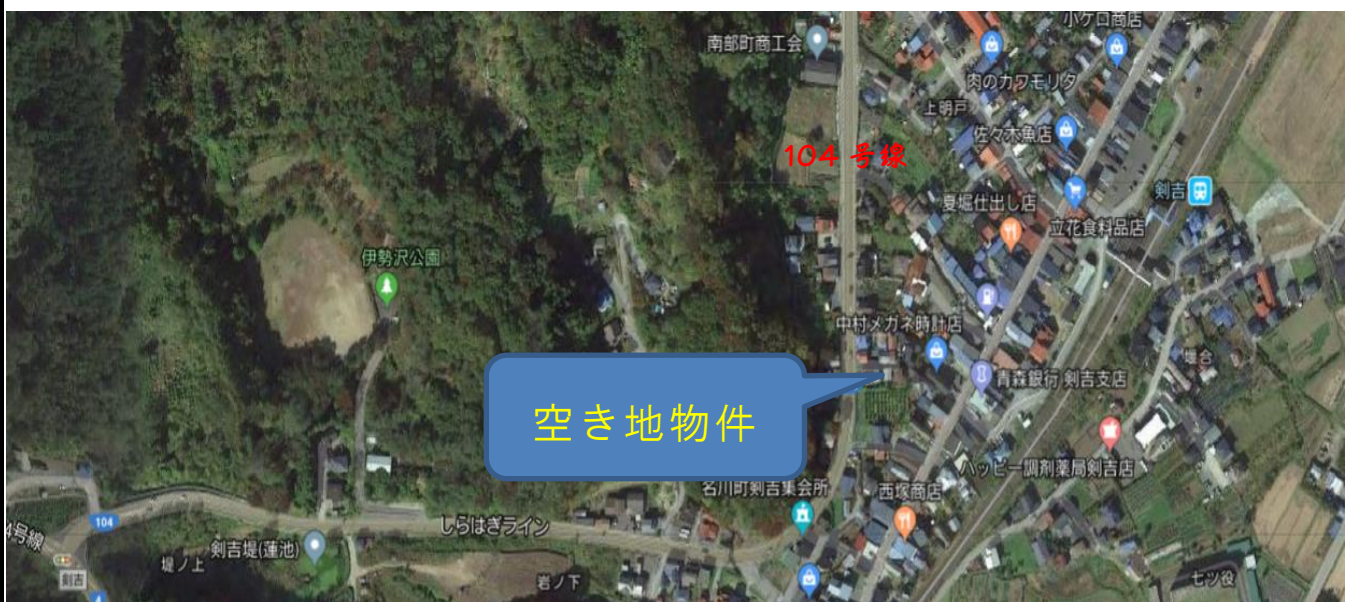 小ケロ商店
南部町商工会
肉のカワモリタ
上明戸
佐々木魚店
104 号線
剣吉
夏堀仕出し店
立花食料品店
伊勢沢公園
中村メガネ時計店
堰合
青森銀行 剣吉支店
空き地物件
ハッピー調剤薬局剣吉店
名川町剣吉集会所
西塚商店
104
しらはぎライン
4号線
剣吉堤(蓮池)
堤ノ上
剣吉
岩ノ下
七ツ役
4